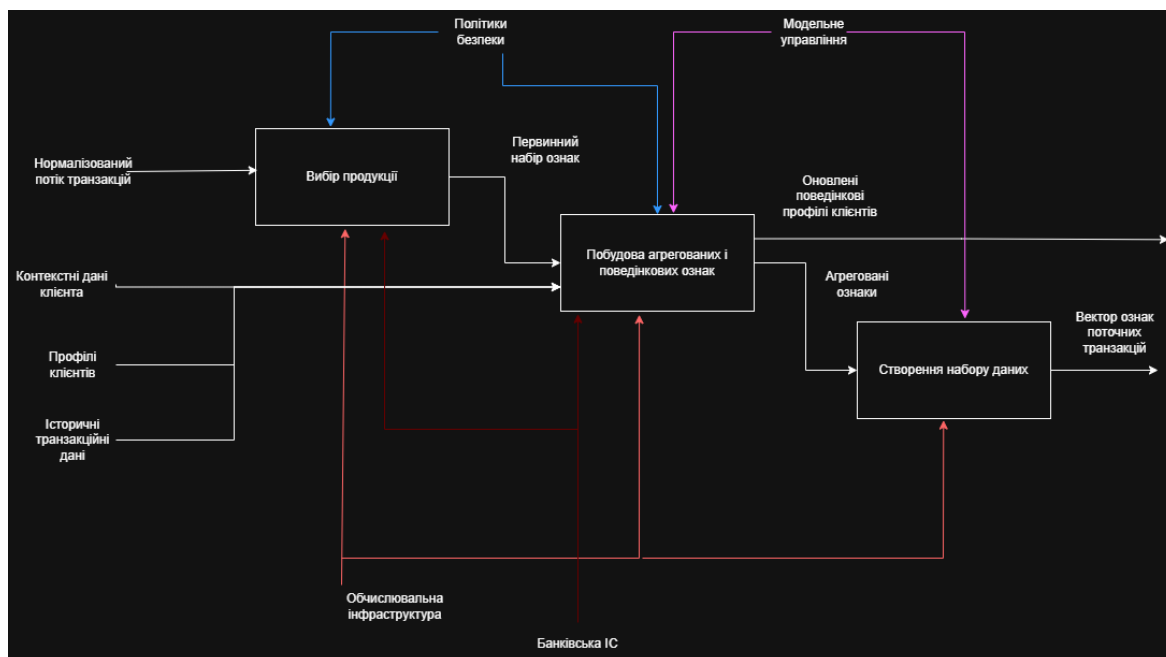 Політики
безпеки
Модельне
управління
Первинний
набір ознак
Нормалізований
потік транзакцій
Вибір продукції
Оновлені
поведінкові
профілі клієнтів
Побудова агрегованих і
поведінкових ознак
Контекстні дані
клієнта
Агреговані
ознаки
Вектор ознак
поточних
транзакцій
Профілі
клієнтів
Створення набору даних
Історичні
транзакційні
дані
Обчислювальна
інфраструктура
Банківська ІС